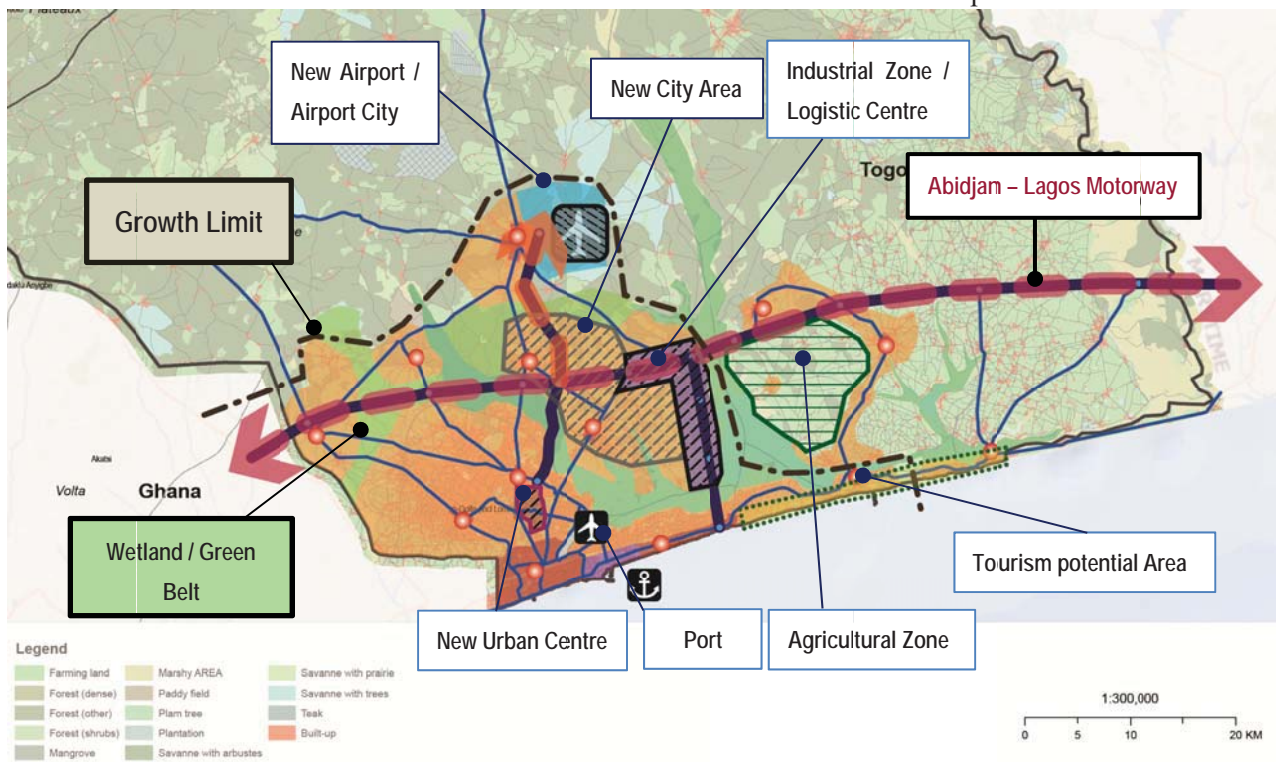 Plateaux
New Airport /
Airport City
New City Area
Industrial Zone /
Logistic Centre
Togo
Abidjan – Lagos Motorway
Growth Limit
Akatsi
Volta
Ghana
Wetland / Green
Belt
New Urban Centre
Port
Agricultural Zone
Tourism potential Area
Legend
Farming land
Forest (dense)
Forest (other)
Forest (shrubs)
Mangrove
Marshy AREA
Paddy field
Plam tree
Plantation
Savanne with arbustes
Savanne with prairie
Savanne with trees
Teak
Built-up
1:300,000
0 5 10 20 KM